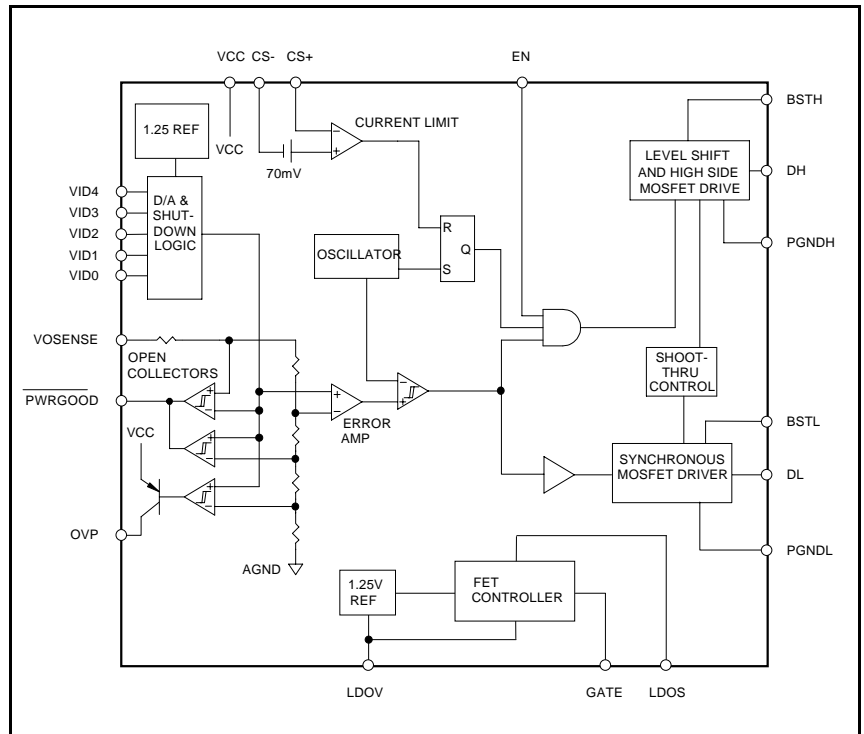 VCC CS- CS+ EN
BSTH
1.25 REF
VCC
CURRENT LIMIT
70mV
LEVEL SHIFT
AND HIGH SIDE
MOSFET DRIVE
DH
VID4
VID3
VID2
VID1
VID0
D/A &
SHUT-
DOWN
LOGIC
R
Q
S
OSCILLATOR
PGNDH
VOSENSE
OPEN
COLLECTORS
SHOOT-
THRU
CONTROL
PWRGOOD
+
−
+
−
ERROR
AMP
−
+
VCC
+
−
BSTL
SYNCHRONOUS
MOSFET DRIVER
DL
+
−
OVP
AGND
PGNDL
1.25V
REF
FET
CONTROLLER
LDOV GATE LDOS